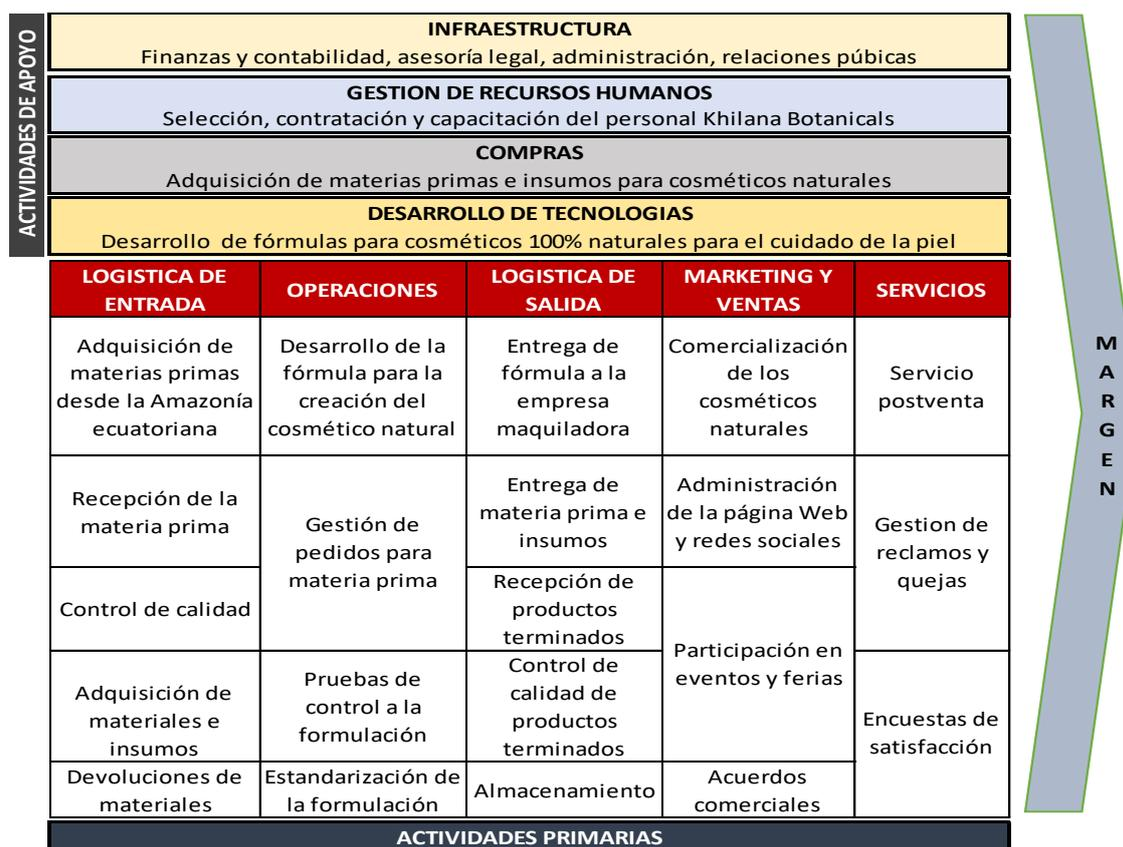 ACTIVIDADES DE APOYO
INFRAESTRUCTURA
Finanzas y contabilidad, asesoría legal, administración, relaciones púbicas
GESTION DE RECURSOS HUMANOS
Selección, contratación y capacitación del personal Khilana Botanicals
COMPRAS
Adquisición de materias primas e insumos para cosméticos naturales
DESARROLLO DE TECNOLOGIAS
Desarrollo de fórmulas para cosméticos 100% naturales para el cuidado de la piel
LOGISTICA DE
ENTRADA
OPERACIONES
LOGISTICA DE
SALIDA
MARKETING Y
VENTAS
SERVICIOS
Adquisición de
materias primas
desde la Amazonía
ecuatoriana
Desarrollo de la
fórmula para la
creación del
cosmético natural
Entrega de
fórmula a la
empresa
maquiladora
Comercialización
de los
cosméticos
naturales
Servicio
postventa
Recepción de la
materia prima
Gestión de
pedidos para
materia prima
Entrega de
materia prima e
insumos
Administración
de la página Web
y redes sociales
Gestion de
reclamos y
quejas
Control de calidad
Recepción de
productos
terminados
Participación en
eventos y ferias
Adquisición de
materiales e
insumos
Pruebas de
control a la
formulación
Control de
calidad de
productos
terminados
Encuestas de
satisfacción
Devoluciones de
materiales
Estandarización de
la formulación
Almacenamiento
Acuerdos
comerciales
ACTIVIDADES PRIMARIAS
M
A
R
G
E
N